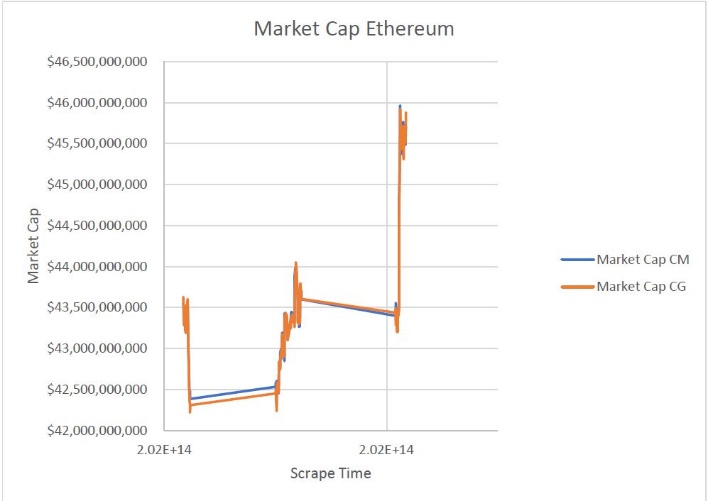 Market Cap Ethereum
$46,500,000,000
$46,000,000,000
$45,500,000,000
$45,000,000,000
$44,500,000,000
$44,000,000,000
$43,500,000,000
$43,000,000,000
$42,500,000,000
$42,000,000,000
Market Cap
2.02E+14 2.02E+14
Scrape Time
Market Cap CM
Market Cap CG